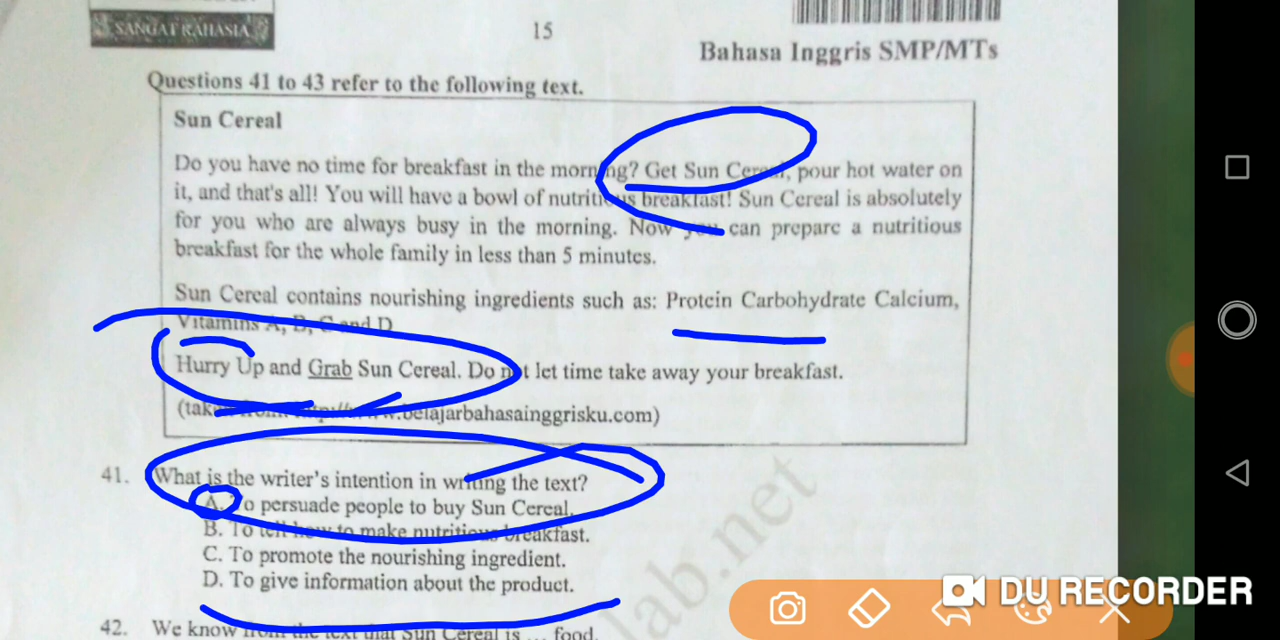 SANGAT RAHASIA
15
Bahasa Inggris SMP/MTs
Questions 41 to 43 refer to the following text.
Sun Cereal
Do you have no time for breakfast in the morning? Get Sun Cereal, pour hot water on
it, and that's all! You will have a bowl of nutritious breakfast! Sun Cereal is absolutely
for you who are always busy in the morning. Now you can prepare a nutritious
breakfast for the whole family in less than 5 minutes.
Sun Cereal contains nourishing ingredients such as: Protein Carbohydrate Calcium,
Vitamins A, B, C and D
Hurry Up and Grab Sun Cereal. Do not let time take away your breakfast.
(taken from http://www.belajarbahasainggrisku.com)
41. What is the writer's intention in writing the text?
A. To persuade people to buy Sun Cereal.
B. To tell how to make nutritious breakfast.
C. To promote the nourishing ingredient.
D. To give information about the product.
42. We know from the text that Sun Cereal is ... food.
lab.net
DU RECORDER